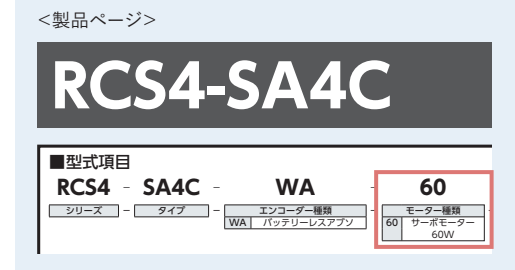 <製品ページ>
RCS4-SA4C
■型式項目
RCS4 - SA4C - WA - 60
シリーズ - タイプ - エンコーダー種類 - モーター種類 -
WA バッテリーレスアブソ 60 サーボモーター
60W